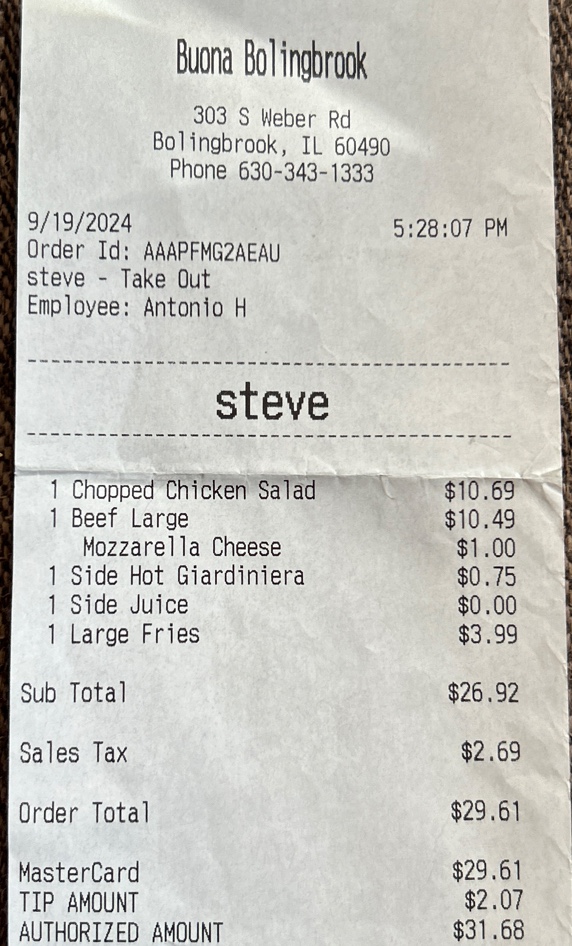 Buona Bolingbrook
303 S Weber Rd
Bolingbrook, IL 60490
Phone 630-343-1333
9/19/2024 5:28:07 PM
Order Id: AAAPFMG2AEAU
steve - Take Out
Employee: Antonio H
steve
1 Chopped Chicken Salad $10.69
1 Beef Large $10.49
Mozzarella Cheese $1.00
1 Side Hot Giardiniera $0.75
1 Side Juice $0.00
1 Large Fries $3.99
Sub Total $26.92
Sales Tax $2.69
Order Total $29.61
MasterCard $29.61
TIP AMOUNT $2.07
AUTHORIZED AMOUNT $31.68